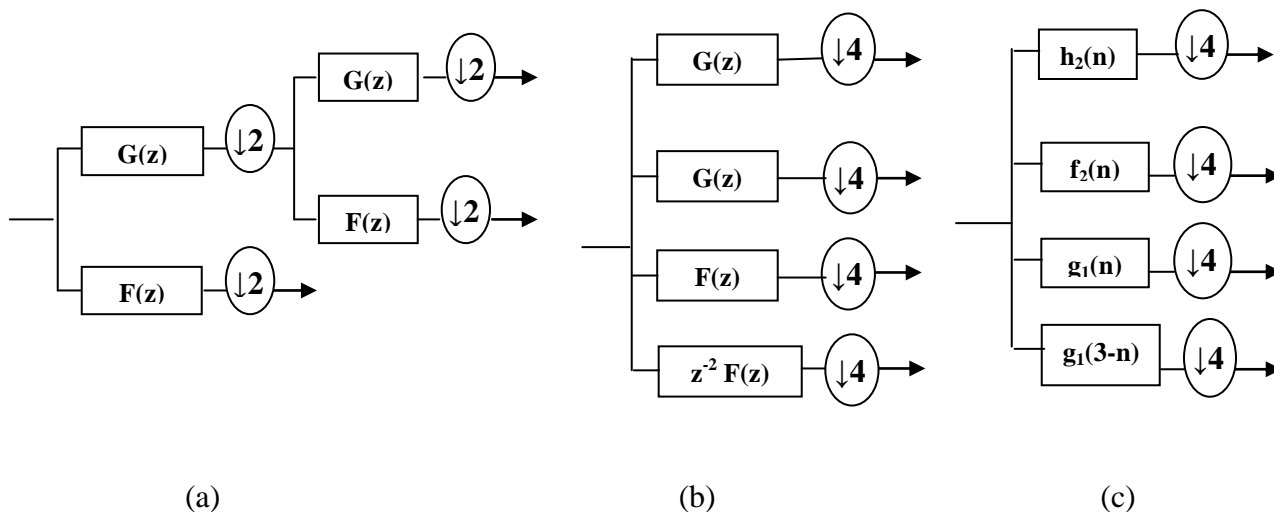 G(z)
↓2
G(z)
↓2
F(z)
↓2
F(z)
↓2
(a)
G(z)
↓4
G(z)
↓4
F(z)
↓4
z⁻² F(z)
↓4
(b)
h₂(n)
↓4
f₂(n)
↓4
g₁(n)
↓4
g₁(3-n)
↓4
(c)